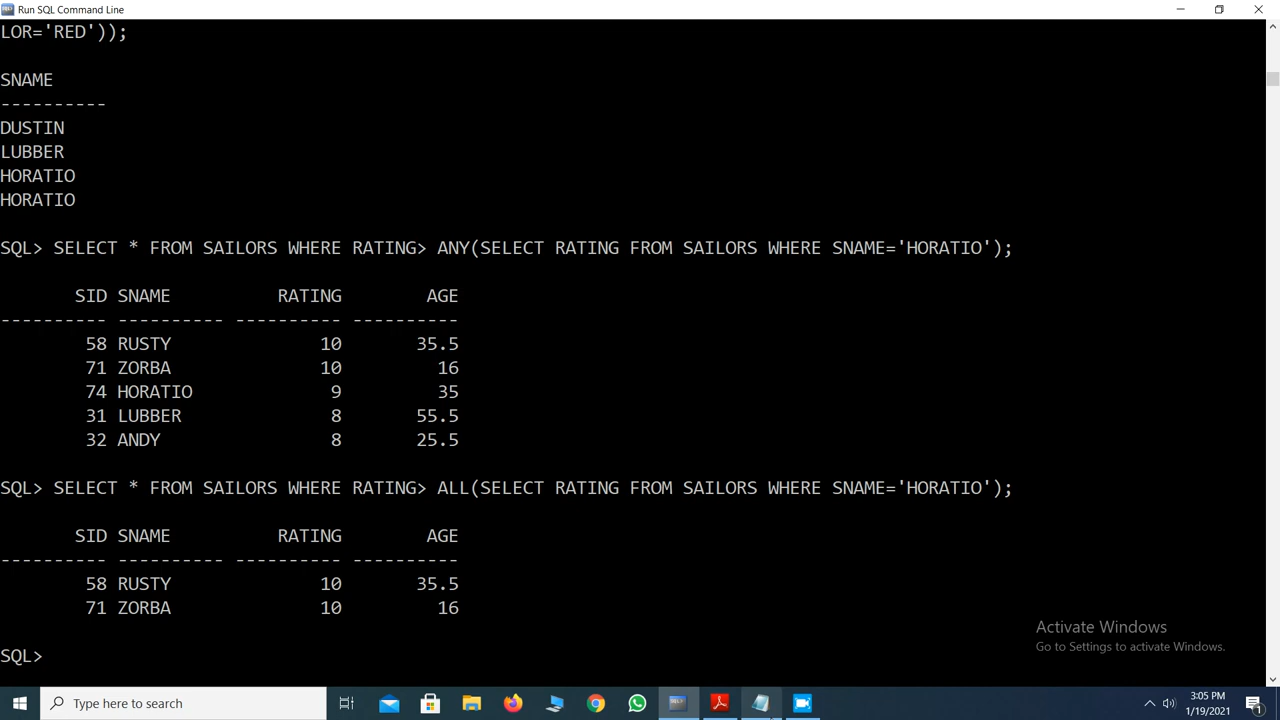 Run SQL Command Line
LOR='RED'));
SNAME
----------
DUSTIN
LUBBER
HORATIO
HORATIO
SQL> SELECT * FROM SAILORS WHERE RATING> ANY(SELECT RATING FROM SAILORS WHERE SNAME='HORATIO');
SID SNAME RATING AGE
---------- ---------- ---------- ----------
58 RUSTY 10 35.5
71 ZORBA 10 16
74 HORATIO 9 35
31 LUBBER 8 55.5
32 ANDY 8 25.5
SQL> SELECT * FROM SAILORS WHERE RATING> ALL(SELECT RATING FROM SAILORS WHERE SNAME='HORATIO');
SID SNAME RATING AGE
---------- ---------- ---------- ----------
58 RUSTY 10 35.5
71 ZORBA 10 16
SQL>
Activate Windows
Go to Settings to activate Windows.
Type here to search
3:05 PM
1/19/2021
1